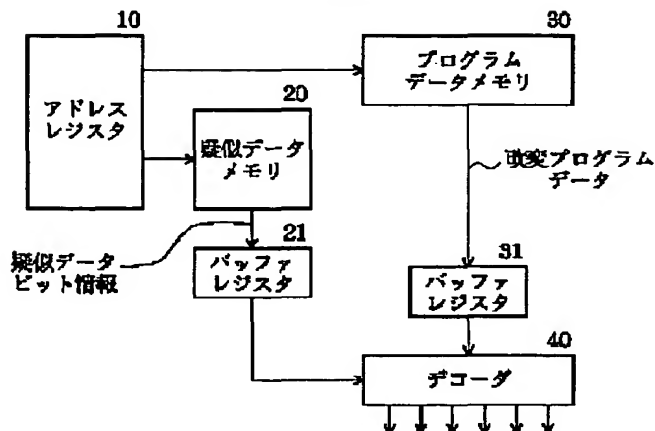 10
アドレス
レジスタ
20
疑似データ
メモリ
30
プログラム
データメモリ
改変プログラム
データ
疑似データ
ビット情報
21
バッファ
レジスタ
31
バッファ
レジスタ
40
デコーダ